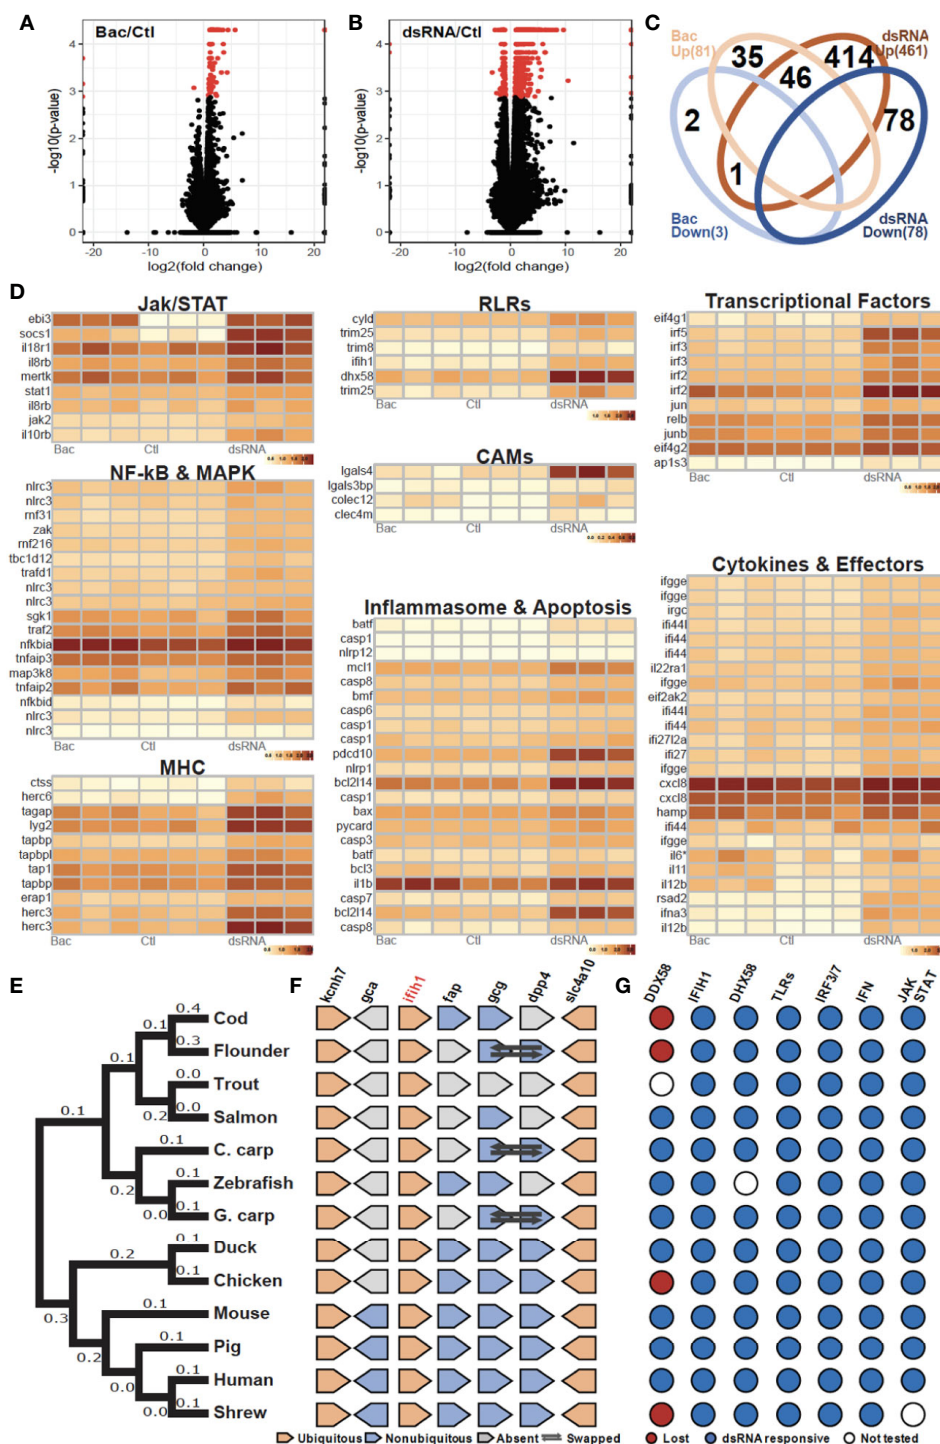 A
B
C
Bac/Ctl
dsRNA/Ctl
-log10(p-value)
4
3
2
1
0
-20
0
20
log2(fold change)
-log10(p-value)
4
3
2
1
0
-20
0
20
log2(fold change)
Bac
Up(81)
dsRNA
Up(461)
35
414
46
2
78
1
Bac
Down(3)
dsRNA
Down(78)
D
Jak/STAT
ebi3
socs1
il18r1
il8rb
mertk
stat1
il8rb
jak2
il10rb
Bac Ctl dsRNA
NF-kB & MAPK
nlrc3
nlrc3
rnf31
zak
rnf216
tbc1d12
trafd1
nlrc3
nlrc3
sgk1
traf2
nfkbia
tnfaip3
map3k8
tnfaip2
nfkbid
nlrc3
nlrc3
Bac Ctl dsRNA
MHC
ctss
herc6
tagap
lyg2
tapbp
tapbpl
tap1
tapbp
erap1
herc3
herc3
Bac Ctl dsRNA
RLRs
cyld
trim25
trim8
ifih1
dhx58
trim25
Bac Ctl dsRNA
CAMs
lgals4
lgals3bp
colec12
clec4m
Bac Ctl dsRNA
Inflammasome & Apoptosis
batf
casp1
nlrp12
mcl1
casp8
bmf
casp6
casp1
casp1
pdcd10
nlrp1
bcl2l14
casp1
bax
pycard
casp3
batf
bcl3
il1b
casp7
bcl2l14
casp8
Bac Ctl dsRNA
Transcriptional Factors
eif4g1
irf5
irf3
irf3
irf2
irf2
jun
relb
junb
eif4g2
ap1s3
Bac Ctl dsRNA
Cytokines & Effectors
ifgge
ifgge
irgc
ifi44l
ifi44
ifi44
il22ra1
ifgge
eif2ak2
ifi44l
ifi44
ifi27l2a
ifi27
ifgge
cxcl8
cxcl8
hamp
ifi44
ifgge
il6*
il11
il12b
rsad2
ifna3
il12b
Bac Ctl dsRNA
E
0.4
0.1
Cod
0.3
Flounder
0.1
0.0
Trout
0.0
0.2
Salmon
0.1
0.1
C. carp
0.2
Zebrafish
0.1
0.0
G. carp
0.1
Duck
0.2
0.1
Chicken
0.3
0.1
Mouse
0.2
0.1
Pig
0.0
0.1
Human
0.1
0.0
Shrew
F
kcnh7
gca
ifih1
fap
gcg
dpp4
slc4a10
Ubiquitous Nonubiquitous Absent Swapped
G
DDX58
IFIH1
DHX58
TLRs
IRF3/7
IFN
JAK
STAT
Lost dsRNA responsive Not tested